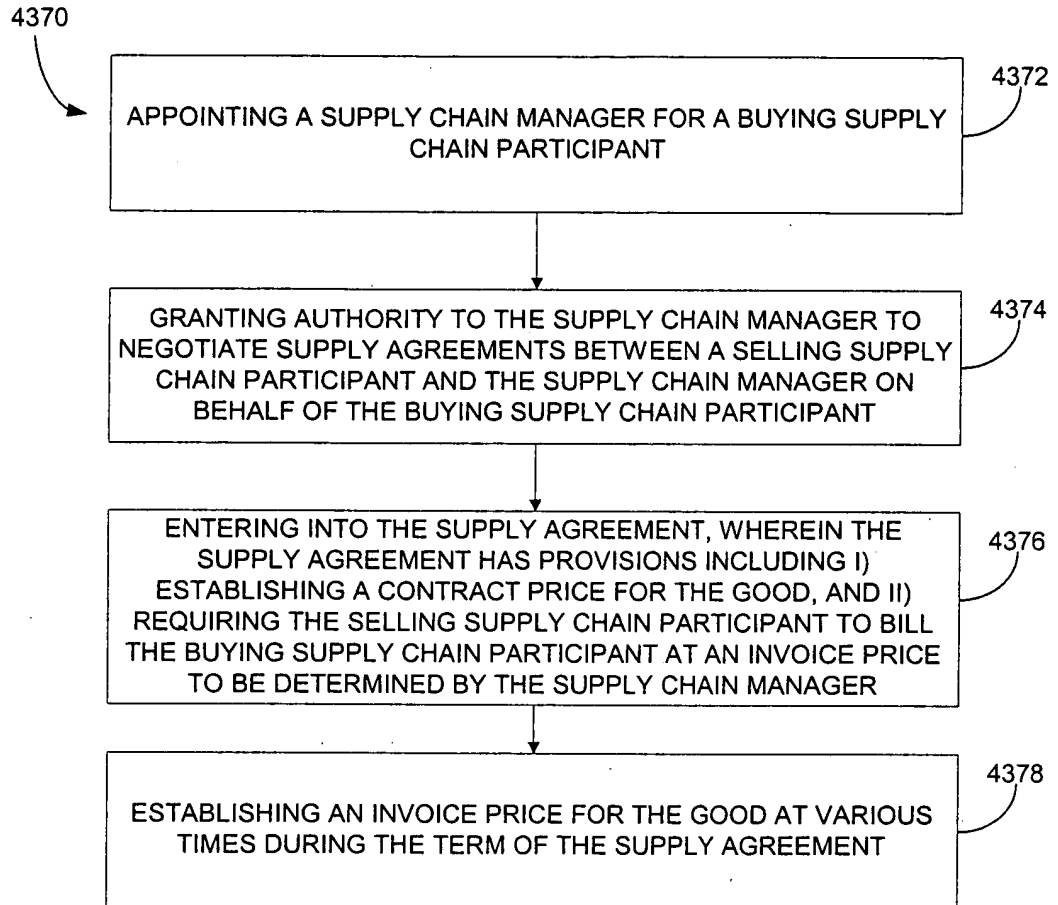 4370
4372
APPOINTING A SUPPLY CHAIN MANAGER FOR A BUYING SUPPLY
CHAIN PARTICIPANT
4374
GRANTING AUTHORITY TO THE SUPPLY CHAIN MANAGER TO
NEGOTIATE SUPPLY AGREEMENTS BETWEEN A SELLING SUPPLY
CHAIN PARTICIPANT AND THE SUPPLY CHAIN MANAGER ON
BEHALF OF THE BUYING SUPPLY CHAIN PARTICIPANT
4376
ENTERING INTO THE SUPPLY AGREEMENT, WHEREIN THE
SUPPLY AGREEMENT HAS PROVISIONS INCLUDING I)
ESTABLISHING A CONTRACT PRICE FOR THE GOOD, AND II)
REQUIRING THE SELLING SUPPLY CHAIN PARTICIPANT TO BILL
THE BUYING SUPPLY CHAIN PARTICIPANT AT AN INVOICE PRICE
TO BE DETERMINED BY THE SUPPLY CHAIN MANAGER
4378
ESTABLISHING AN INVOICE PRICE FOR THE GOOD AT VARIOUS
TIMES DURING THE TERM OF THE SUPPLY AGREEMENT